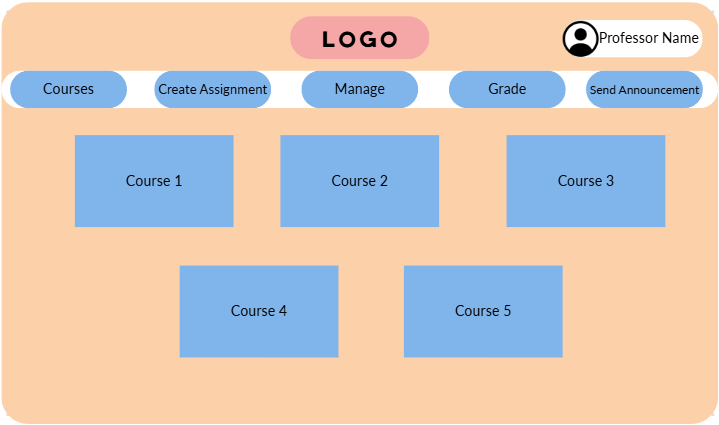 LOGO
Professor Name
Courses
Create Assignment
Manage
Grade
Send Announcement
Course 1
Course 2
Course 3
Course 4
Course 5